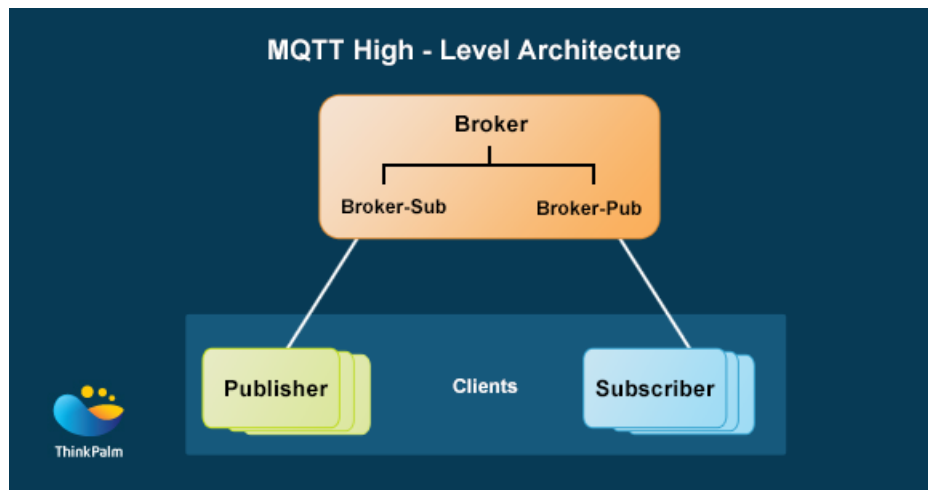 MQTT High - Level Architecture
Broker
Broker-Sub
Broker-Pub
Publisher
Clients
Subscriber
ThinkPalm